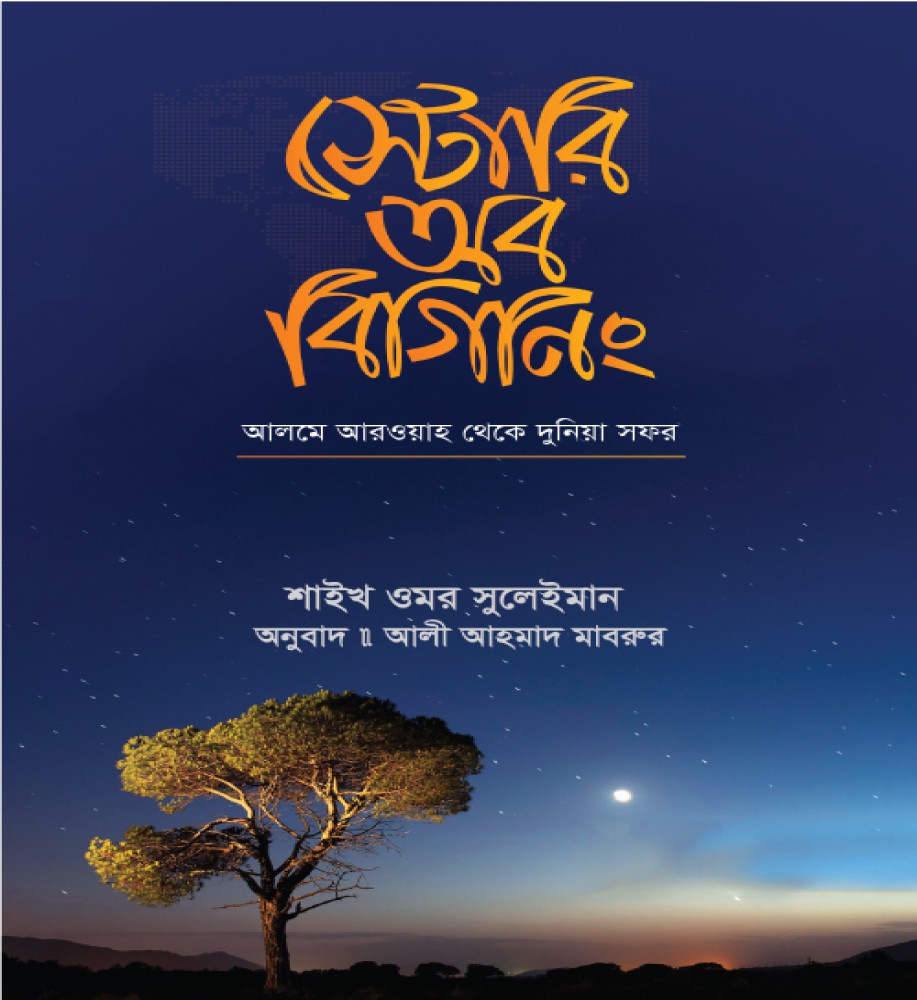 স্টোরি
অব
বিগিনিং
আলমে আরওয়াহ থেকে দুনিয়া সফর
শাইখ ওমর সুলেইমান
অনুবাদ ॥ আলী আহমাদ মাবরুর